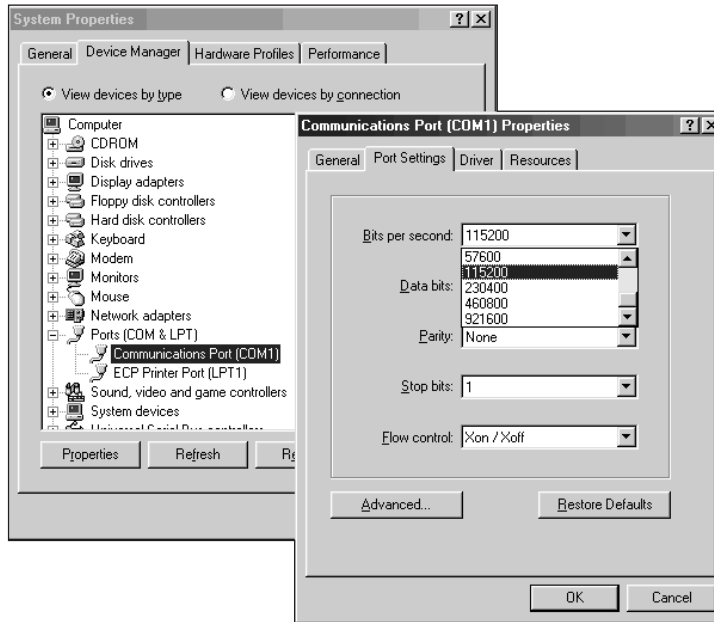 System Properties
General Device Manager Hardware Profiles Performance
View devices by type View devices by connection
Computer
CDROM
Disk drives
Display adapters
Floppy disk controllers
Hard disk controllers
Keyboard
Modem
Monitors
Mouse
Network adapters
Ports (COM & LPT)
Communications Port (COM1)
ECP Printer Port (LPT1)
Sound, video and game controllers
System devices
Properties Refresh
Communications Port (COM1) Properties
General Port Settings Driver Resources
Bits per second: 115200
57600
115200
Data bits: 230400
460800
921600
Parity: None
Stop bits: 1
Flow control: Xon / Xoff
Advanced... Restore Defaults
OK Cancel